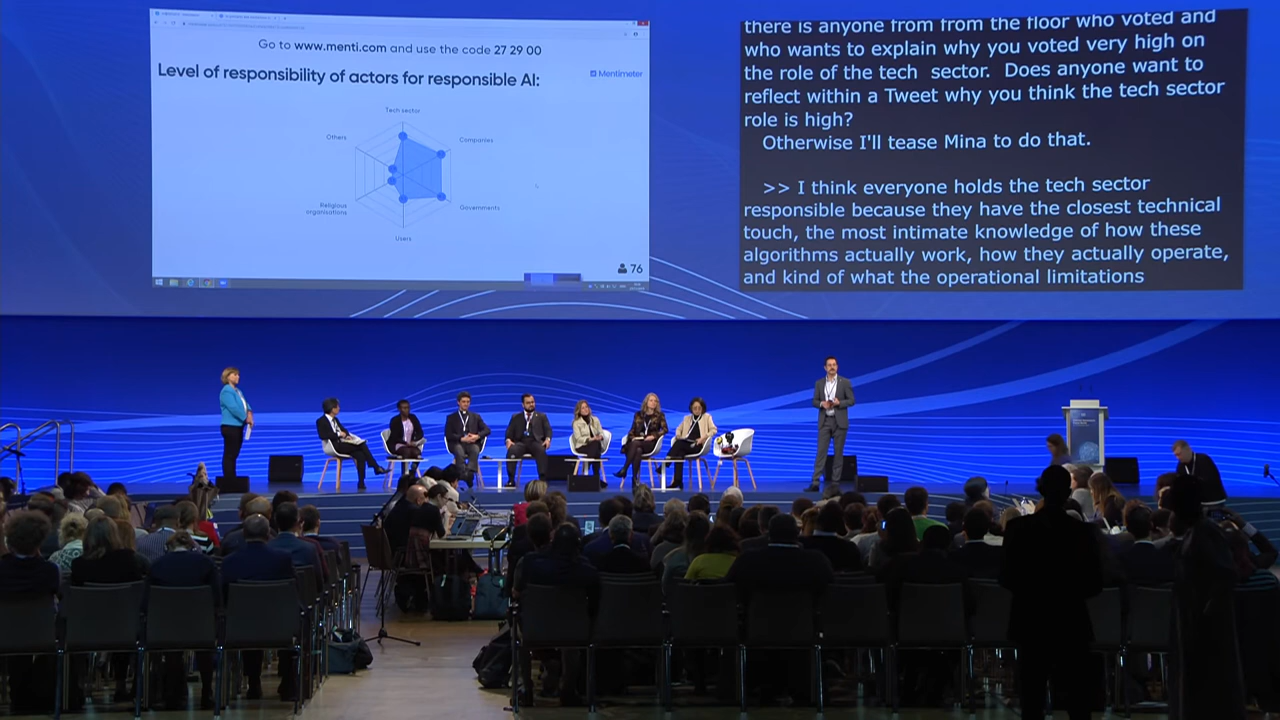 Go to www.menti.com and use the code 27 29 00
Level of responsibility of actors for responsible AI:
Mentimeter
Tech sector
Others
Companies
Religious
organisations
Governments
Users
76
there is anyone from from the floor who voted and
who wants to explain why you voted very high on
the role of the tech sector. Does anyone want to
reflect within a Tweet why you think the tech sector
role is high?
Otherwise I'll tease Mina to do that.
>> I think everyone holds the tech sector
responsible because they have the closest technical
touch, the most intimate knowledge of how these
algorithms actually work, how they actually operate,
and kind of what the operational limitations